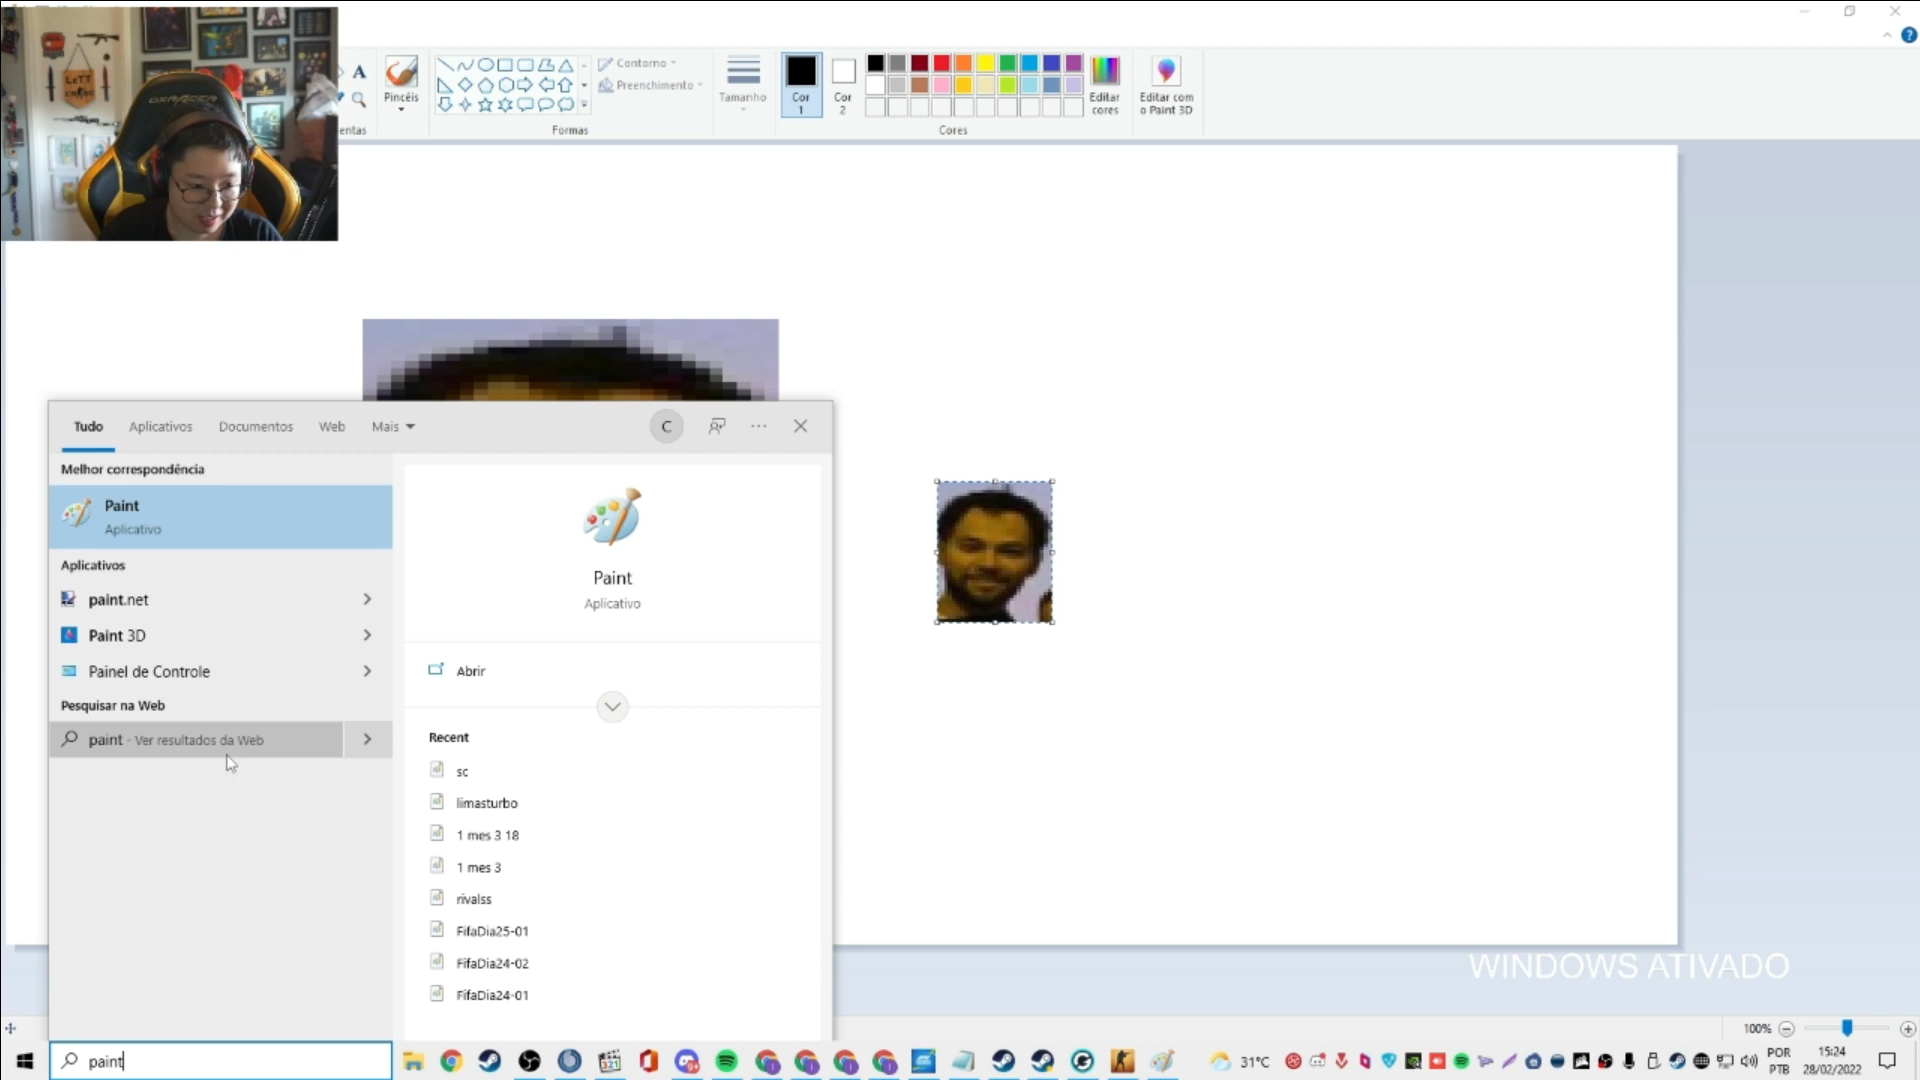 LeTT
A
Pincéis
entas
Contorno
Preenchimento
Formas
Tamanho
Cor
1
Cor
2
Cores
Editar
cores
Editar com
o Paint 3D
Tudo
Aplicativos
Documentos
Web
Mais
C
Melhor correspondência
Paint
Aplicativo
Aplicativos
paint.net
Paint 3D
Painel de Controle
Pesquisar na Web
paint - Ver resultados da Web
Paint
Aplicativo
Abrir
Recent
sc
limasturbo
1 mes 3 18
1 mes 3
rivalss
FifaDia25-01
FifaDia24-02
FifaDia24-01
WINDOWS ATIVADO
100%
paint
31°C
POR
PTB
15:24
28/02/2022